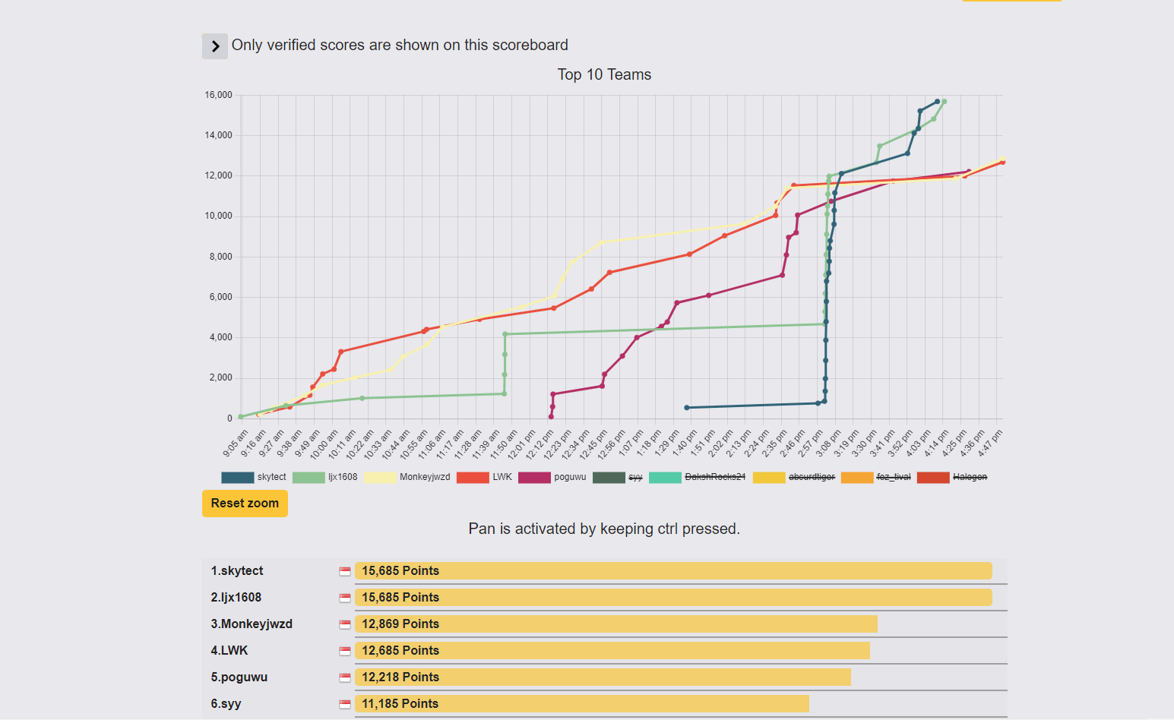 Only verified scores are shown on this scoreboard
Top 10 Teams
16,000
14,000
12,000
10,000
8,000
6,000
4,000
2,000
0
9:05 am 9:16 am 9:27 am 9:38 am 9:49 am 10:00 am 10:11 am 10:22 am 10:33 am 10:44 am 10:55 am 11:06 am 11:17 am 11:28 am 11:39 am 11:50 am 12:01 pm 12:12 pm 12:23 pm 12:34 pm 12:45 pm 12:56 pm 1:07 pm 1:18 pm 1:29 pm 1:40 pm 1:51 pm 2:02 pm 2:13 pm 2:24 pm 2:35 pm 2:46 pm 2:57 pm 3:08 pm 3:19 pm 3:30 pm 3:41 pm 3:52 pm 4:03 pm 4:14 pm 4:25 pm 4:36 pm 4:47 pm
skytect ljx1608 Monkeyjwzd LWK poguwu syy DakshRocks21 absurdtiger fez_tival Halogen
Reset zoom
Pan is activated by keeping ctrl pressed.
1.skytect 15,685 Points
2.ljx1608 15,685 Points
3.Monkeyjwzd 12,869 Points
4.LWK 12,685 Points
5.poguwu 12,218 Points
6.syy 11,185 Points